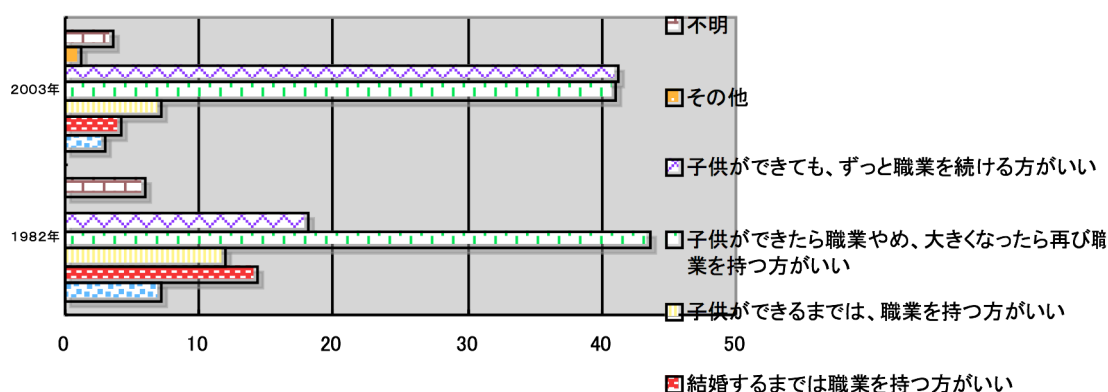 不明
2003年
その他
子供ができても、ずっと職業を続ける方がいい
1982年
子供ができたら職業やめ、大きくなったら再び職
業を持つ方がいい
子供ができるまでは、職業を持つ方がいい
0 10 20 30 40 50
結婚するまでは職業を持つ方がいい